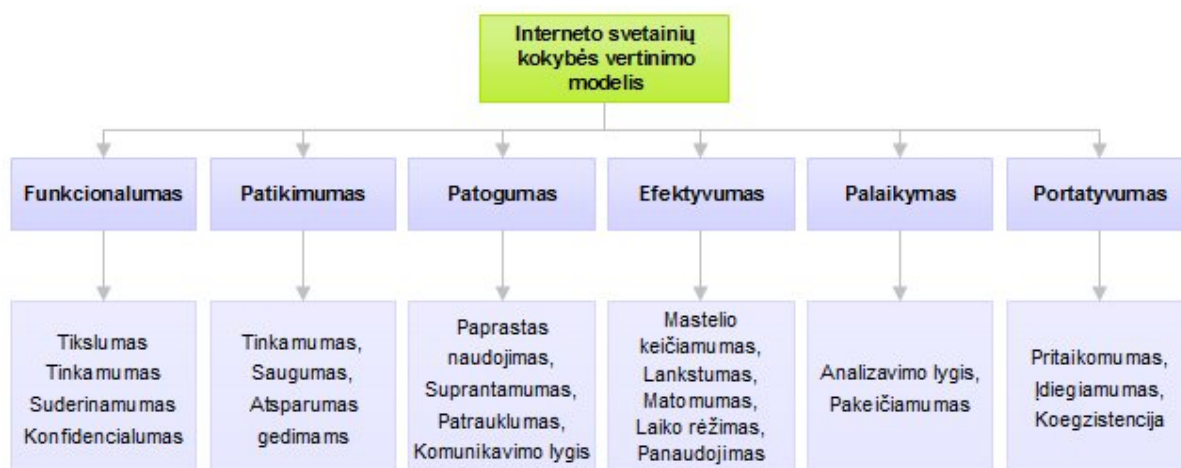 Interneto svetainių
kokybės vertinimo
modelis
Funkcionalumas
Patikimumas
Patogumas
Efektyvumas
Palaikymas
Portatyvumas
Tikslumas
Tinkamumas
Suderinamumas
Konfidencialumas
Tinkamumas,
Saugumas,
Atsparumas
gedimams
Paprastas
naudojimas,
Suprantamumas,
Patrauklumas,
Komunikavimo lygis
Mastelio
keičiamumas,
Lankstumas,
Matomumas,
Laiko rėžimas,
Panaudojimas
Analizavimo lygis,
Pakeičiamumas
Pritaikomumas,
Įdiegiamumas,
Koegzistencija